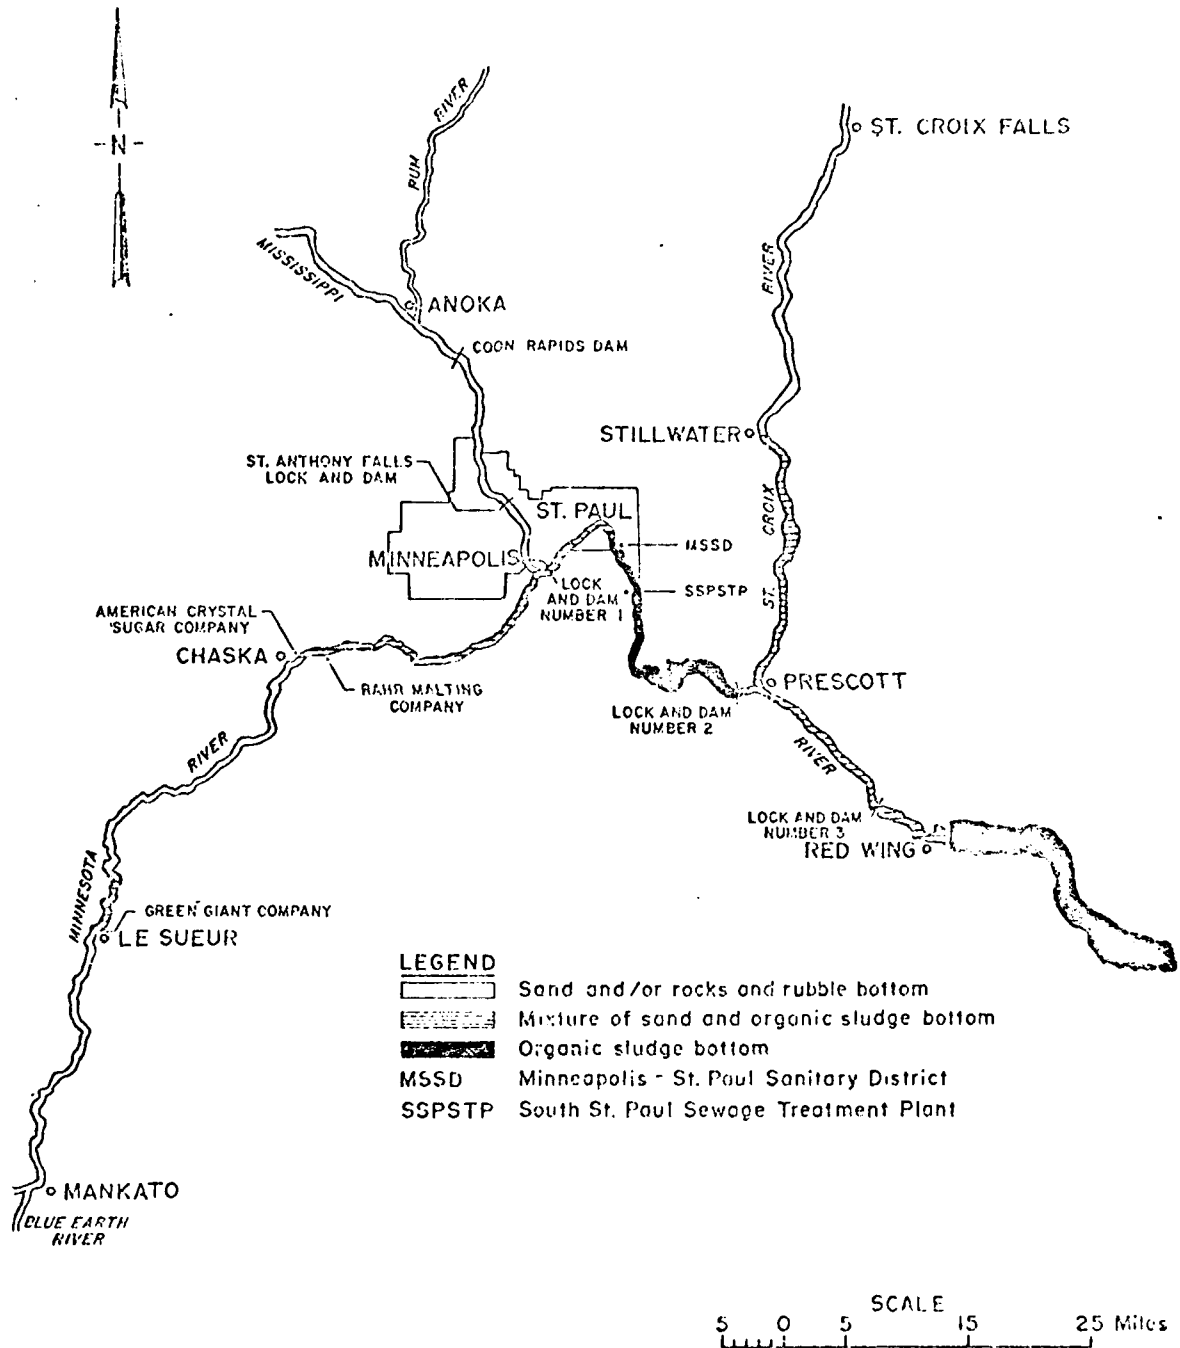 N
RUM RIVER
ST. CROIX FALLS
MISSISSIPPI
RIVER
ANOKA
COON RAPIDS DAM
STILLWATER
ST. ANTHONY FALLS
LOCK AND DAM
ST. CROIX
ST. PAUL
MSSD
MINNEAPOLIS
LOCK
AND DAM
NUMBER 1
SSPSTP
AMERICAN CRYSTAL
SUGAR COMPANY
CHASKA
RAHR MALTING
COMPANY
PRESCOTT
LOCK AND DAM
NUMBER 2
RIVER
RIVER
LOCK AND DAM
NUMBER 3
RED WING
MINNESOTA
GREEN GIANT COMPANY
LE SUEUR
LEGEND
Sand and/or rocks and rubble bottom
Mixture of sand and organic sludge bottom
Organic sludge bottom
MSSD Minneapolis - St. Paul Sanitary District
SSPSTP South St. Paul Sewage Treatment Plant
MANKATO
BLUE EARTH
RIVER
SCALE
5 0 5 15 25 Miles